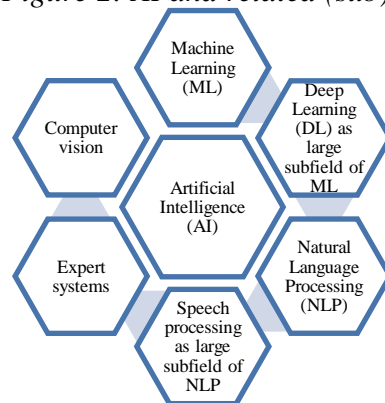 Figure AI and related (sub)
Machine
Learning
(ML)
Deep
Learning
(DL) as
large
subfield of
ML
Computer
vision
Artificial
Intelligence
(AI)
Natural
Language
Processing
(NLP)
Expert
systems
Speech
processing
as large
subfield of
NLP